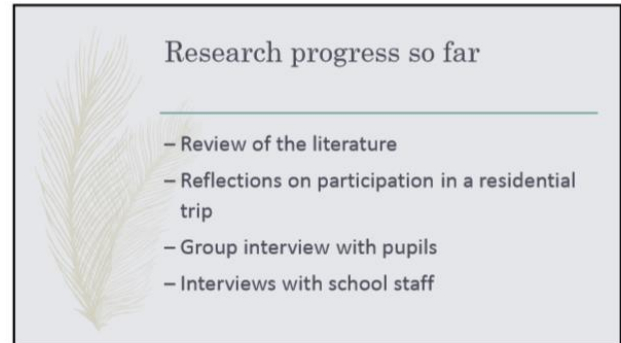 Research progress so far
– Review of the literature
– Reflections on participation in a residential
trip
– Group interview with pupils
– Interviews with school staff